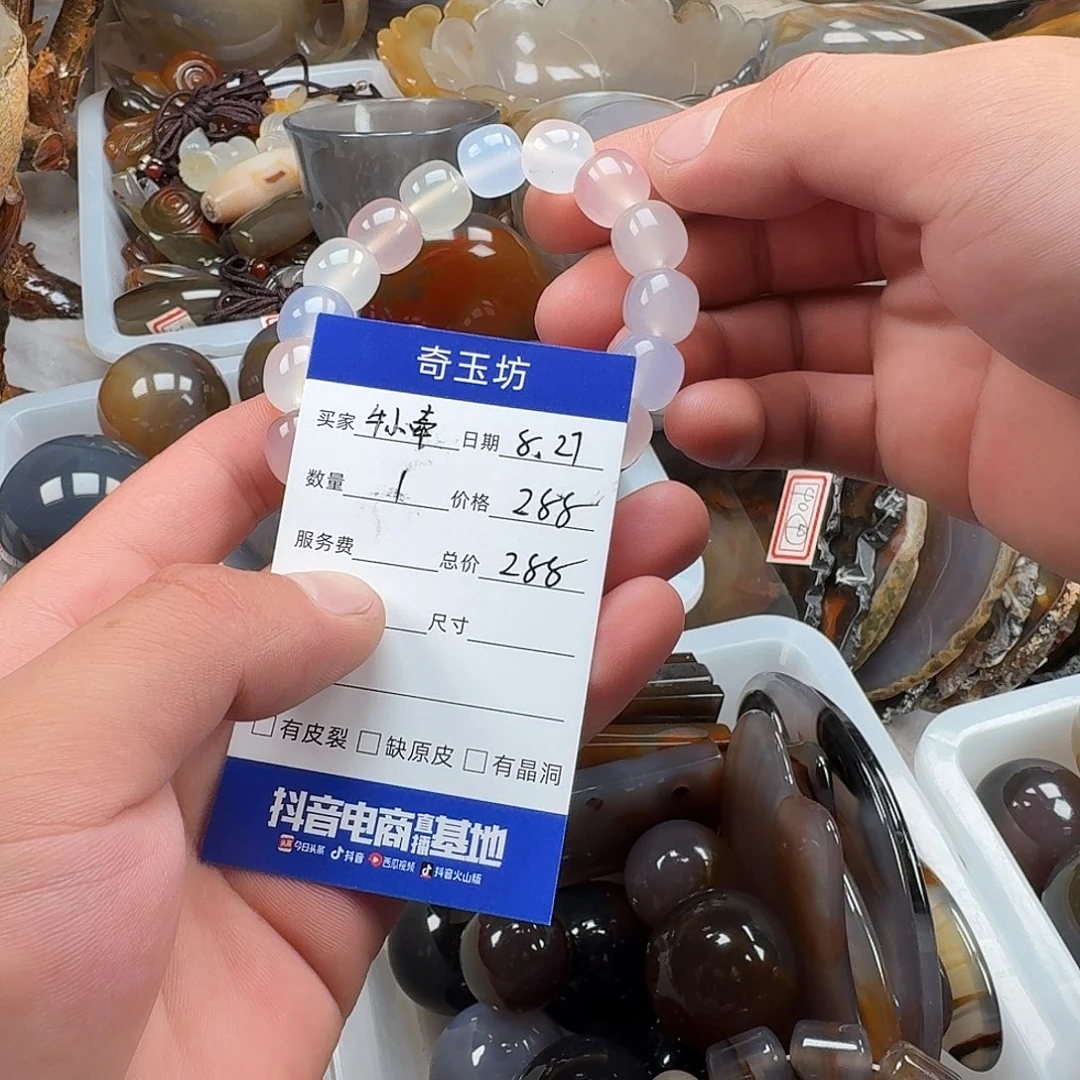 奇玉坊
买家 牛小牵 日期 8.27
数量 1 价格 288
服务费 总价 288
尺寸
□有皮裂 □缺原皮 □有晶洞
抖音电商直播基地
头条 今日头条 抖音 西瓜视频 抖音火山版